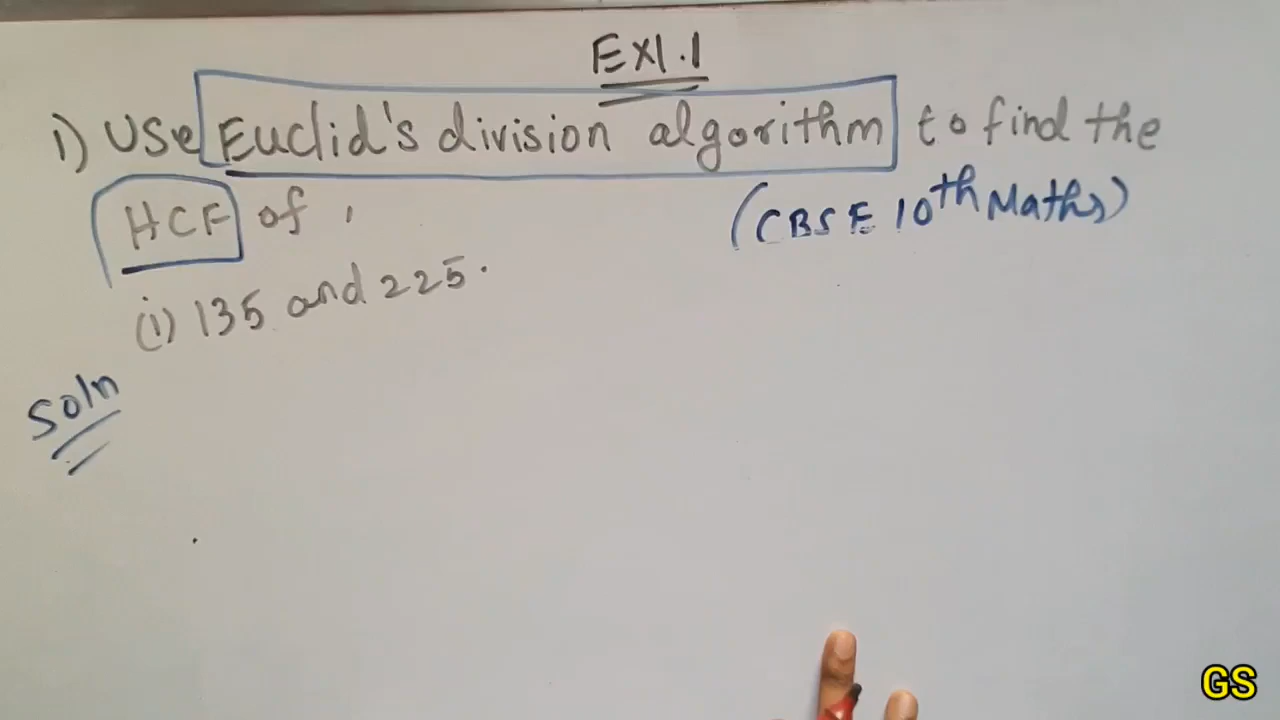 EX1.1
1) Use Euclid's division algorithm to find the
HCF of ,
(CBSE 10th Maths)
(i) 135 and 225.
Soln
GS